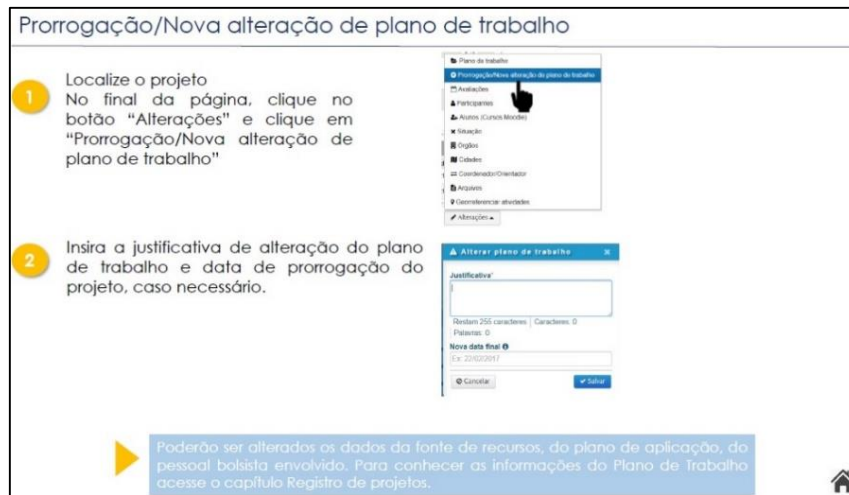 Prorrogação/Nova alteração de plano de trabalho
1
Localize o projeto
No final da página, clique no
botão “Alterações” e clique em
“Prorrogação/Nova alteração de
plano de trabalho”
Plano de trabalho
Prorrogação/Nova alteração de plano de trabalho
Avaliações
Participantes
Alunos (Cursos Moodle)
Situação
Orgãos
Cidades
Coordenador/Orientador
Arquivos
Georreferenciar atividades
Alterações
2
Insira a justificativa de alteração do plano
de trabalho e data de prorrogação do
projeto, caso necessário.
Alterar plano de trabalho x
Justificativa*
Restam 255 caracteres Caracteres: 0
Palavras: 0
Nova data final
Ex: 22/02/2017
Cancelar Salvar
Poderão ser alterados os dados da fonte de recursos, do plano de aplicação, do
pessoal bolsista envolvido. Para conhecer as informações do Plano de Trabalho
acesse o capítulo Registro de projetos.